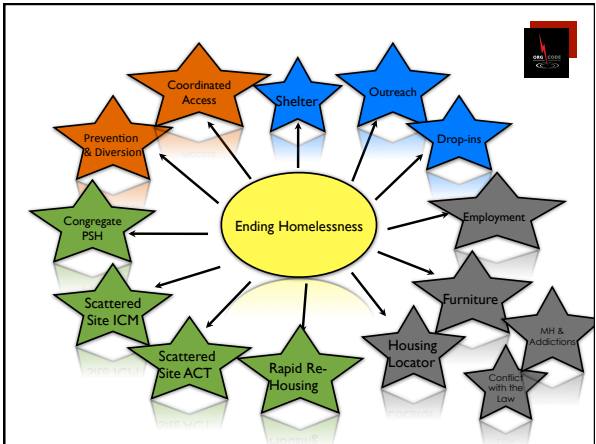 ORG CODE
Coordinated
Access
Shelter
Outreach
Prevention
& Diversion
Drop-ins
Congregate
PSH
Ending Homelessness
Employment
Scattered
Site ICM
Furniture
MH &
Addictions
Scattered
Site ACT
Rapid Re-
Housing
Housing
Locator
Conflict
with the
Law